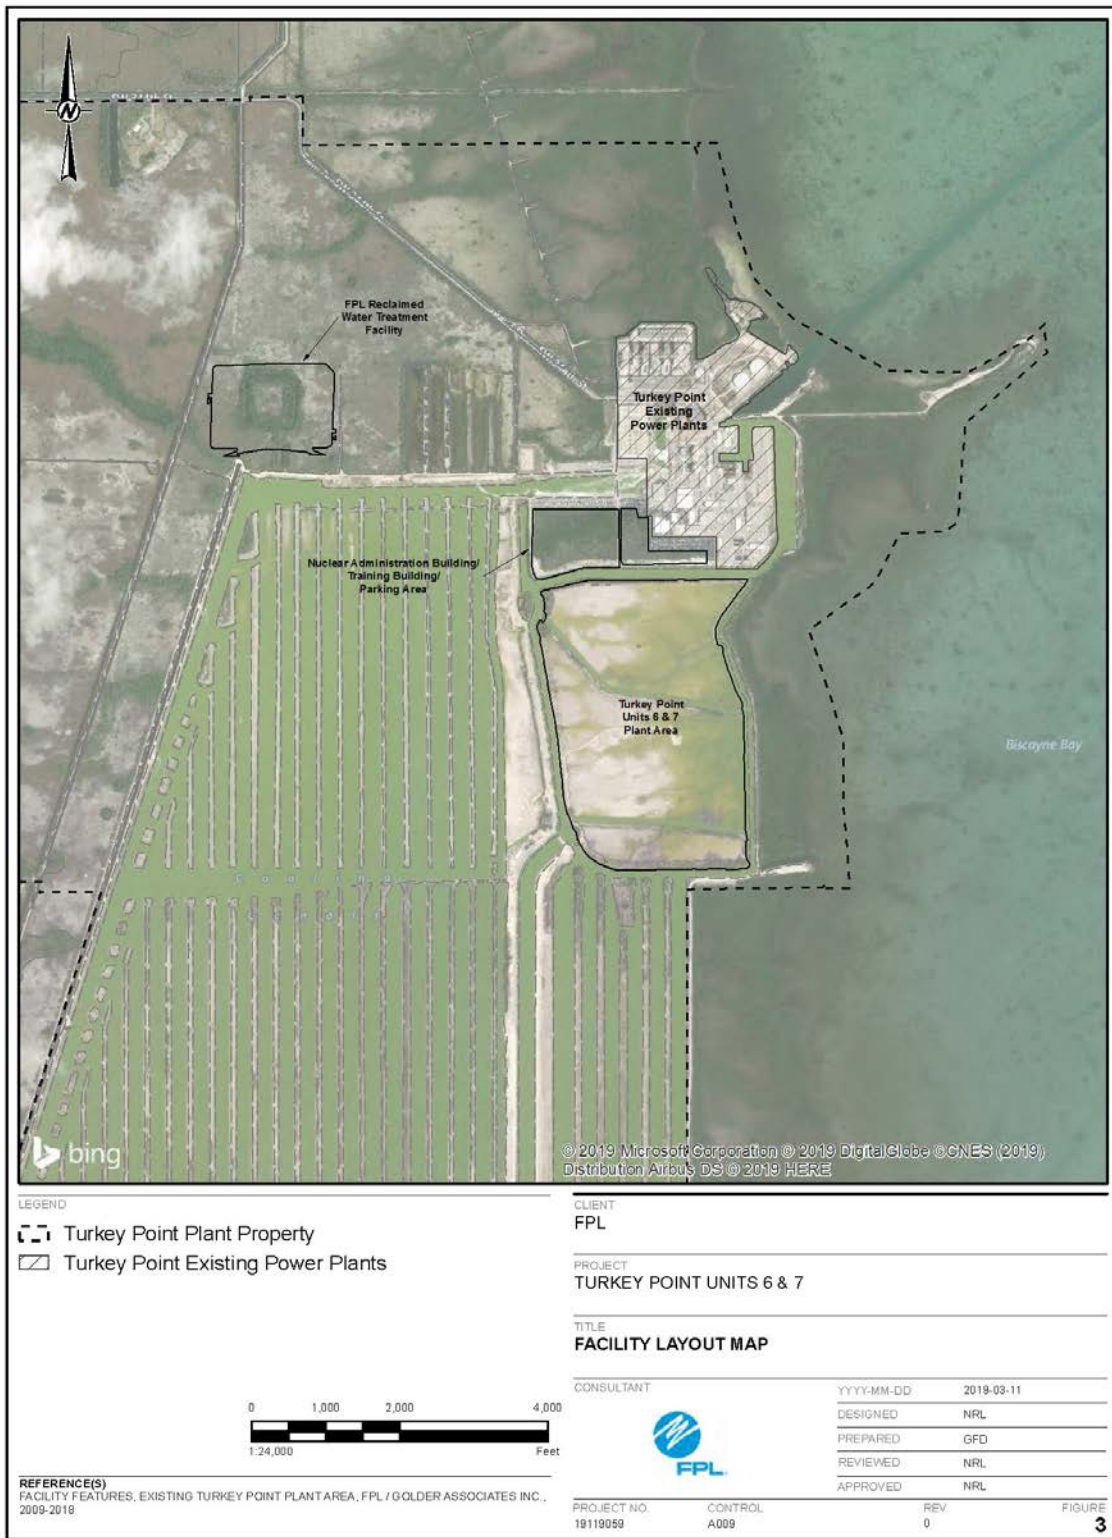 N
FPL Reclaimed
Water Treatment
Facility
Turkey Point
Existing
Power Plants
Nuclear Administration Building/
Training Building/
Parking Area
Turkey Point
Units 6 & 7
Plant Area
Biscayne Bay
Cooling
Canals
bing
© 2019 Microsoft Corporation © 2019 DigitalGlobe ©CNES (2019)
Distribution Airbus DS © 2019 HERE
LEGEND
Turkey Point Plant Property
Turkey Point Existing Power Plants
0 1,000 2,000 4,000
1:24,000 Feet
REFERENCE(S)
FACILITY FEATURES, EXISTING TURKEY POINT PLANT AREA, FPL / GOLDER ASSOCIATES INC.,
2009-2018
CLIENT
FPL
PROJECT
TURKEY POINT UNITS 6 & 7
TITLE
FACILITY LAYOUT MAP
CONSULTANT
FPL
YYYY-MM-DD 2019-03-11
DESIGNED NRL
PREPARED GFD
REVIEWED NRL
APPROVED NRL
PROJECT NO. CONTROL REV. FIGURE
19119059 A009 0 3